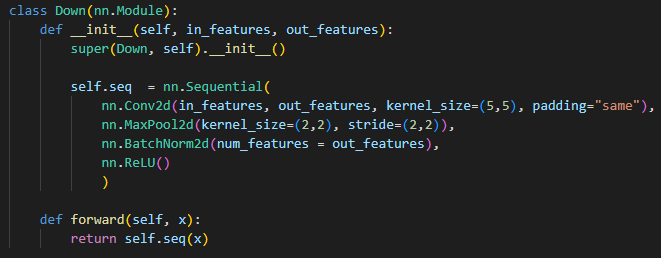 class Down(nn.Module):
    def __init__(self, in_features, out_features):
        super(Down, self).__init__()

        self.seq  = nn.Sequential(
            nn.Conv2d(in_features, out_features, kernel_size=(5,5), padding="same"),
            nn.MaxPool2d(kernel_size=(2,2), stride=(2,2)),
            nn.BatchNorm2d(num_features = out_features),
            nn.ReLU()
            )

    def forward(self, x):
        return self.seq(x)